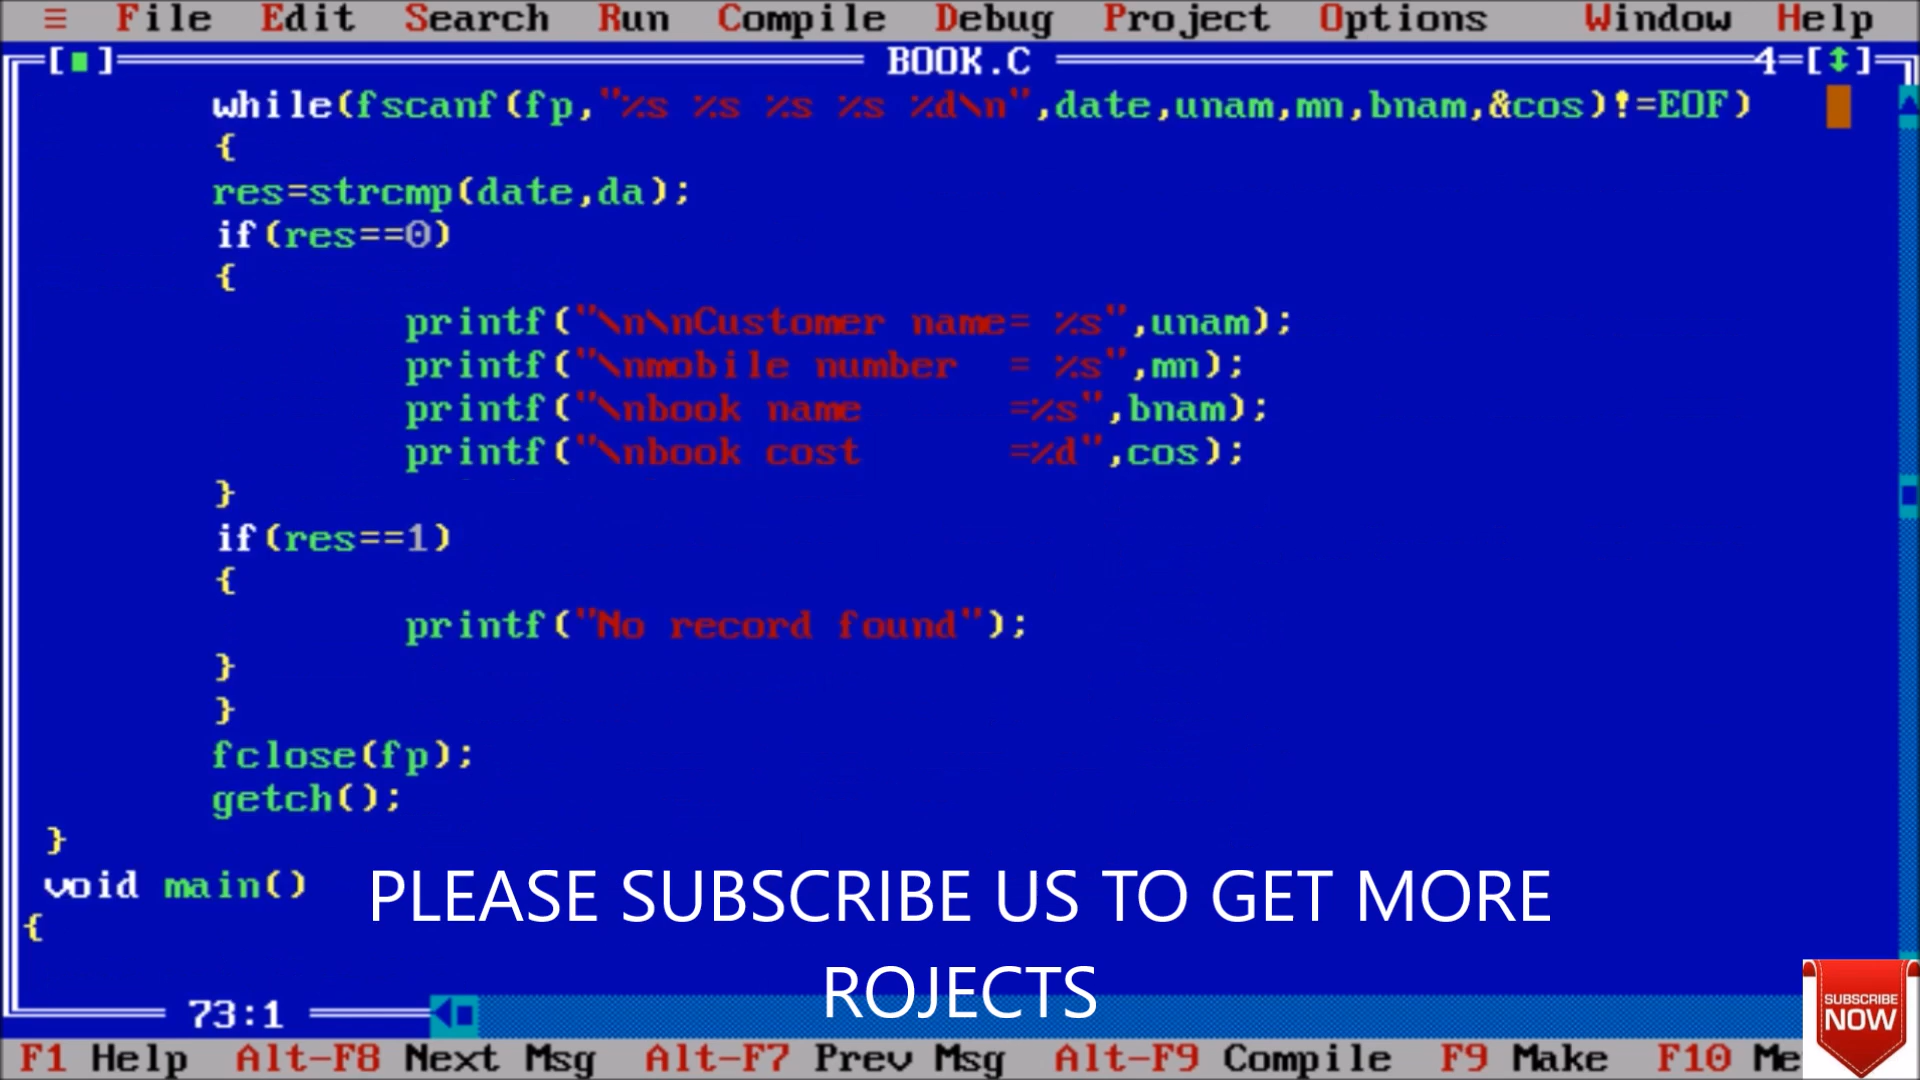 ≡ File Edit Search Run Compile Debug Project Options Window Help
[■] BOOK.C 4=[↕]
while(fscanf(fp,"%s %s %s %s %d\n",date,unam,mn,bnam,&cos)!=EOF)
{
res=strcmp(date,da);
if(res==0)
{
printf("\n\nCustomer name= %s",unam);
printf("\nmobile number  = %s",mn);
printf("\nbook name      =%s",bnam);
printf("\nbook cost      =%d",cos);
}
if(res==1)
{
printf("No record found");
}
}
fclose(fp);
getch();
}
void main()
{
PLEASE SUBSCRIBE US TO GET MORE
ROJECTS
73:1
SUBSCRIBE
NOW
F1 Help Alt-F8 Next Msg Alt-F7 Prev Msg Alt-F9 Compile F9 Make F10 Me